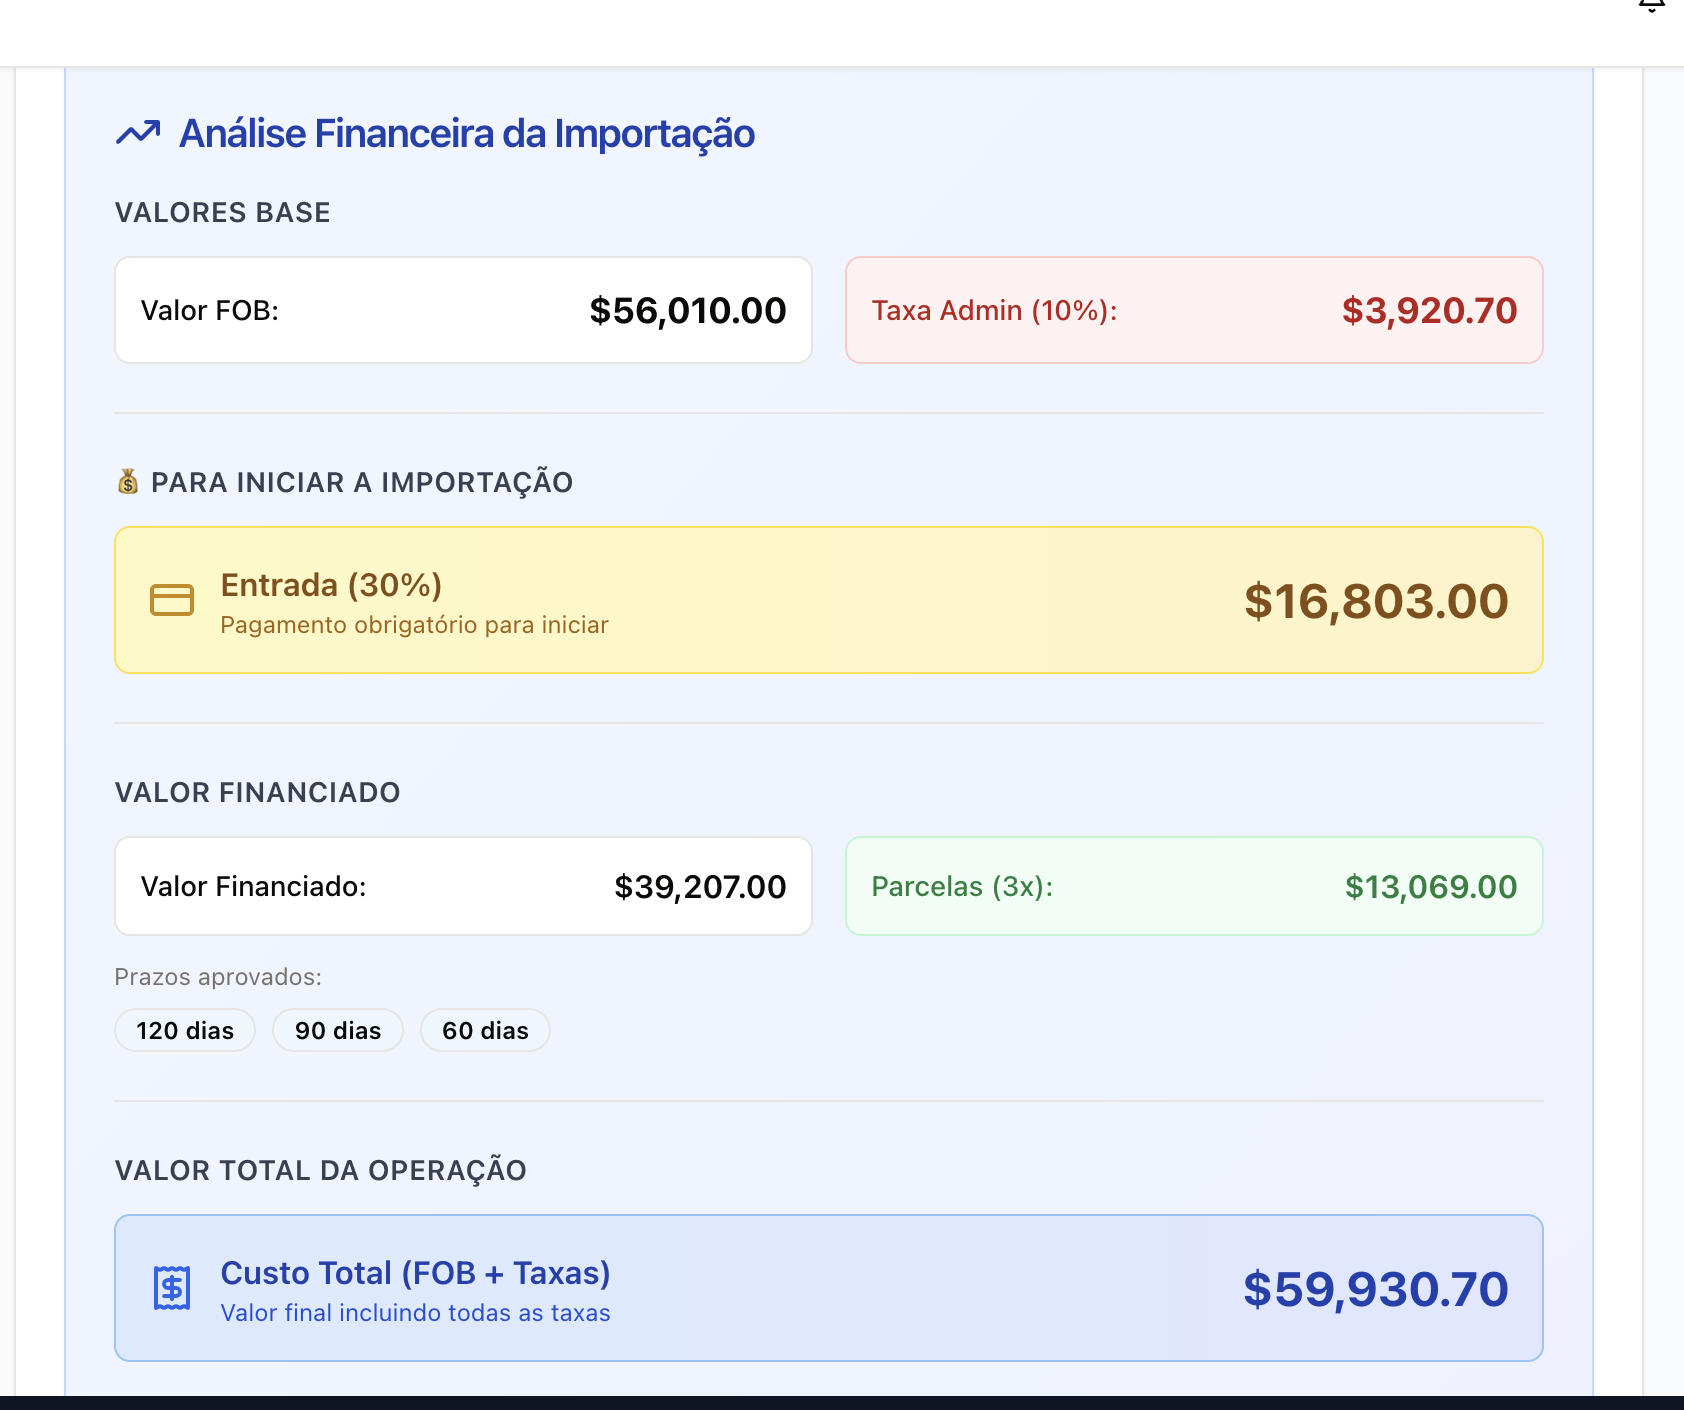 Análise Financeira da Importação
VALORES BASE
Valor FOB: $56,010.00
Taxa Admin (10%): $3,920.70
PARA INICIAR A IMPORTAÇÃO
Entrada (30%)
Pagamento obrigatório para iniciar
$16,803.00
VALOR FINANCIADO
Valor Financiado: $39,207.00
Parcelas (3x): $13,069.00
Prazos aprovados:
120 dias 90 dias 60 dias
VALOR TOTAL DA OPERAÇÃO
Custo Total (FOB + Taxas)
Valor final incluindo todas as taxas
$59,930.70